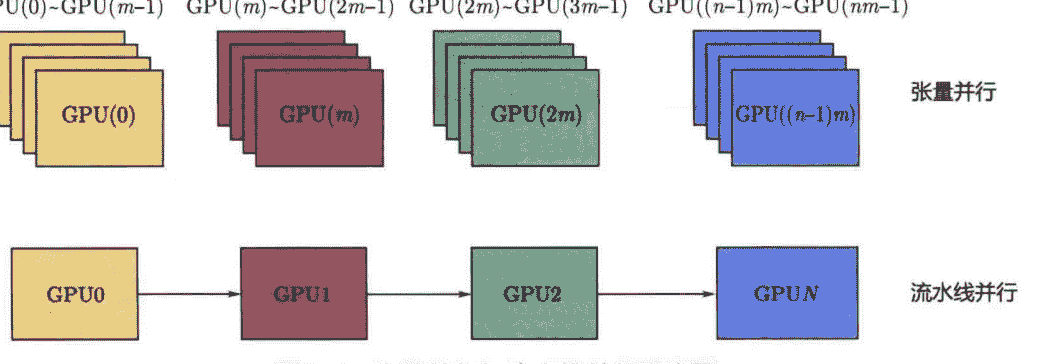 PU(0)~GPU(m–1) GPU(m)~GPU(2m–1) GPU(2m)~GPU(3m–1) GPU((n–1)m)~GPU(nm–1)
GPU(0) GPU(m) GPU(2m) GPU((n–1)m) 张量并行
GPU0 GPU1 GPU2 GPUN 流水线并行